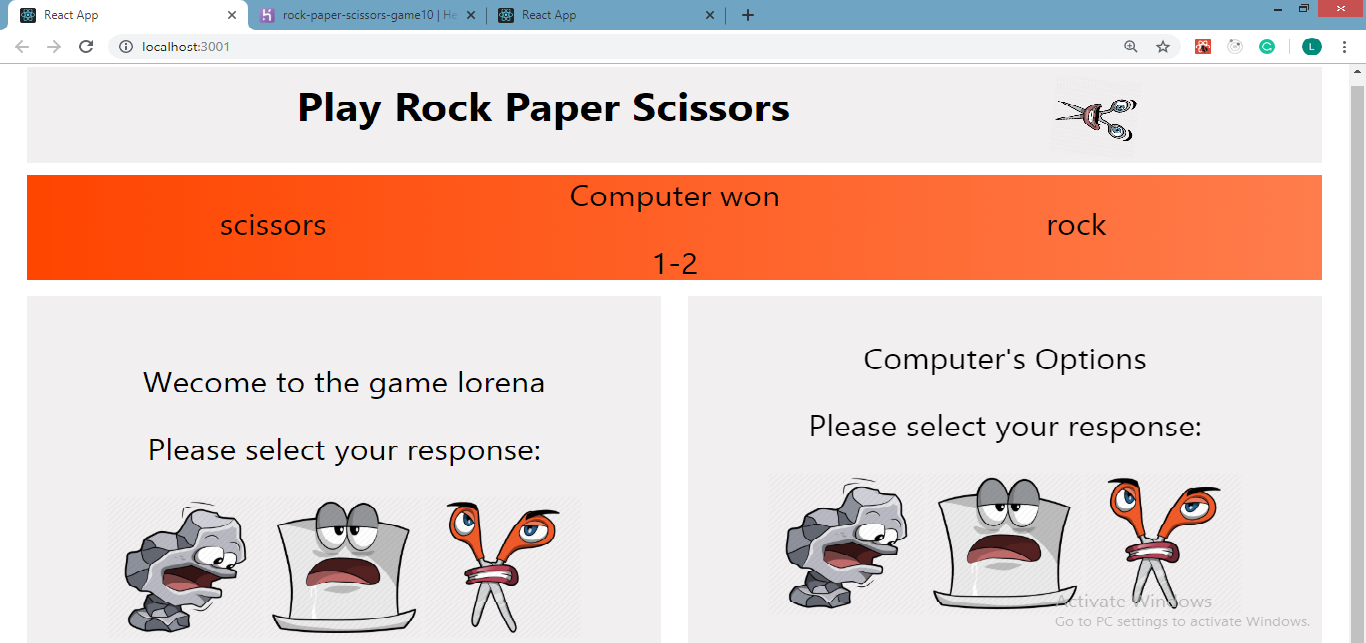 React App
rock-paper-scissors-game10 | He
React App
localhost:3001
L
Play Rock Paper Scissors
scissors
Computer won
rock
1-2
Wecome to the game lorena
Please select your response:
Computer's Options
Please select your response:
Activate Windows
Go to PC settings to activate Windows.